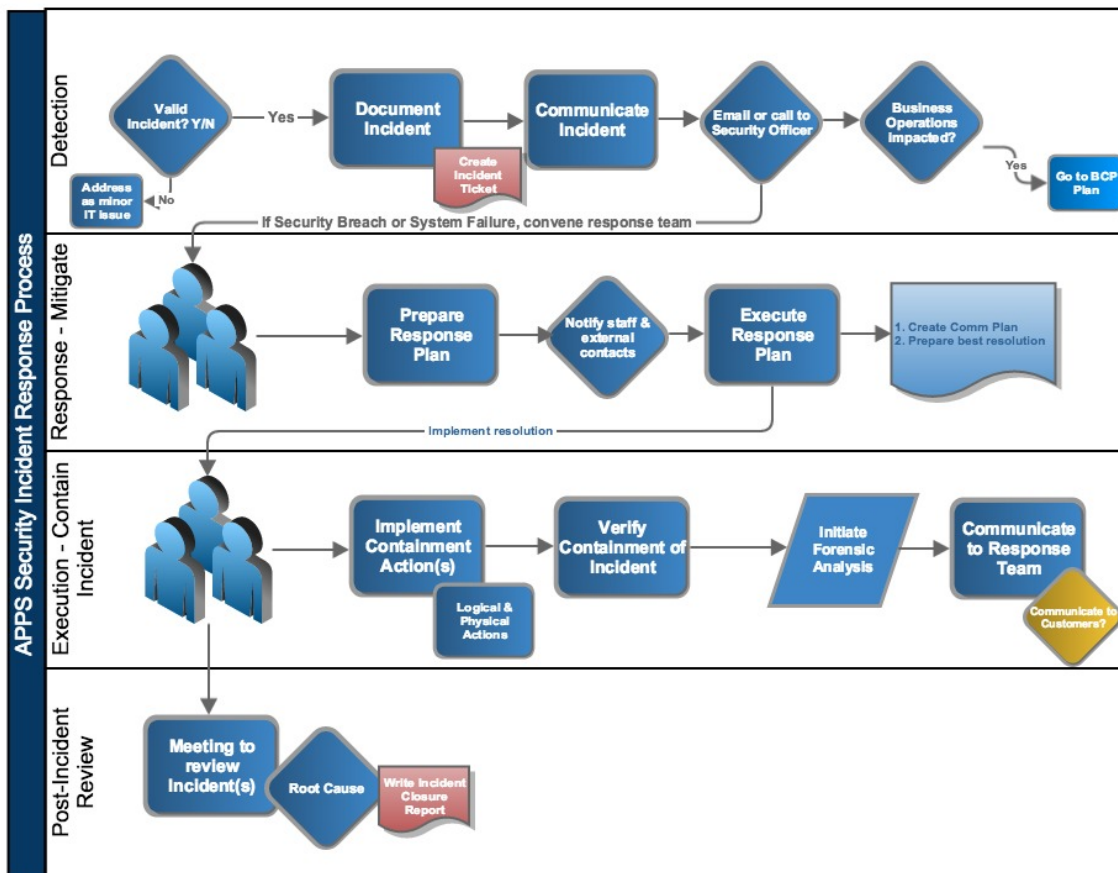 APPS Security Incident Response Process
Detection
Valid
Incident? Y/N
Yes
Document
Incident
Create
Incident
Ticket
Communicate
Incident
Email or call to
Security Officer
Business
Operations
Impacted?
Yes
Go to BCP
Plan
No
Address
as minor
IT issue
If Security Breach or System Failure, convene response team
Response - Mitigate
Prepare
Response
Plan
Notify staff &
external
contacts
Execute
Response
Plan
1. Create Comm Plan
2. Prepare best resolution
Implement resolution
Execution - Contain
Incident
Implement
Containment
Action(s)
Logical &
Physical
Actions
Verify
Containment of
Incident
Initiate
Forensic
Analysis
Communicate
to Response
Team
Communicate to
Customers?
Post-Incident
Review
Meeting to
review
Incident(s)
Root Cause
Write Incident
Closure
Report